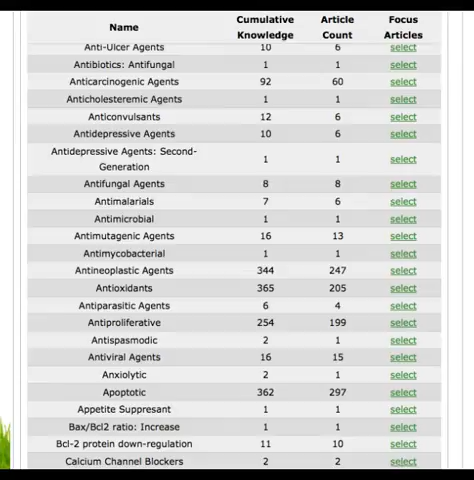 Name Cumulative Knowledge Article Count Focus Articles
Anti-Ulcer Agents 10 6 select
Antibiotics: Antifungal 1 1 select
Anticarcinogenic Agents 92 60 select
Anticholesteremic Agents 1 1 select
Anticonvulsants 12 6 select
Antidepressive Agents 10 6 select
Antidepressive Agents: Second-
Generation 1 1 select
Antifungal Agents 8 8 select
Antimalarials 7 6 select
Antimicrobial 1 1 select
Antimutagenic Agents 16 13 select
Antimycobacterial 1 1 select
Antineoplastic Agents 344 247 select
Antioxidants 365 205 select
Antiparasitic Agents 6 4 select
Antiproliferative 254 199 select
Antispasmodic 2 1 select
Antiviral Agents 16 15 select
Anxiolytic 2 1 select
Apoptotic 362 297 select
Appetite Suppresant 1 1 select
Bax/Bcl2 ratio: Increase 1 1 select
Bcl-2 protein down-regulation 11 10 select
Calcium Channel Blockers 2 2 select